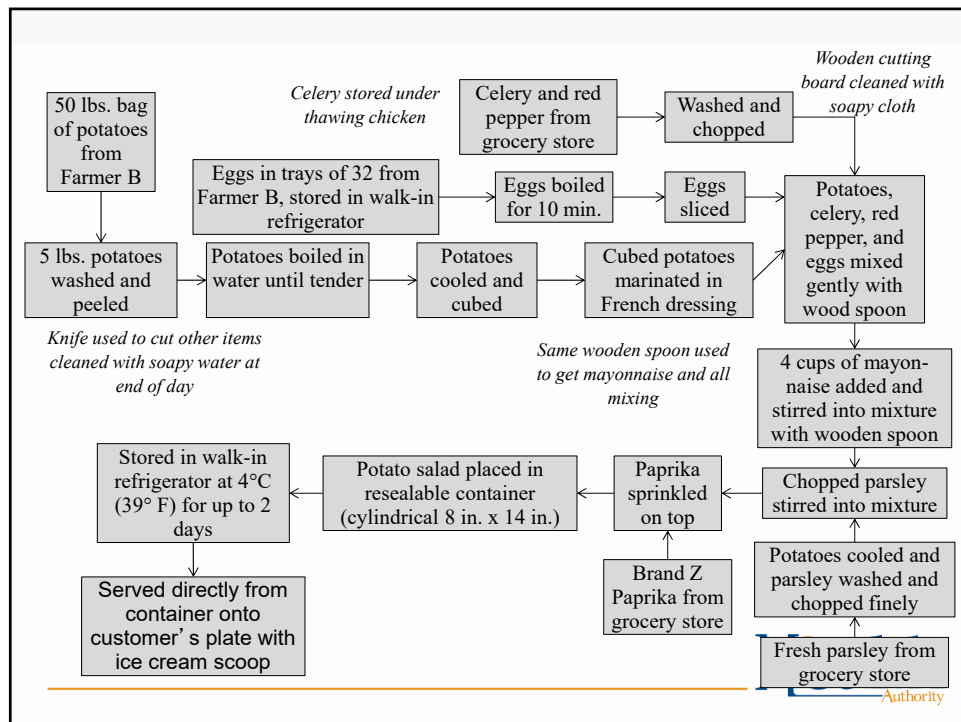 Wooden cutting
board cleaned with
soapy cloth
50 lbs. bag
of potatoes
from
Farmer B
Celery stored under
thawing chicken
Celery and red
pepper from
grocery store
Washed and
chopped
Eggs in trays of 32 from
Farmer B, stored in walk-in
refrigerator
Eggs boiled
for 10 min.
Eggs
sliced
Potatoes,
celery, red
pepper, and
eggs mixed
gently with
wood spoon
5 lbs. potatoes
washed and
peeled
Potatoes boiled in
water until tender
Potatoes
cooled and
cubed
Cubed potatoes
marinated in
French dressing
Knife used to cut other items
cleaned with soapy water at
end of day
Same wooden spoon used
to get mayonnaise and all
mixing
4 cups of mayon-
naise added and
stirred into mixture
with wooden spoon
Stored in walk-in
refrigerator at 4°C
(39° F) for up to 2
days
Potato salad placed in
resealable container
(cylindrical 8 in. x 14 in.)
Paprika
sprinkled
on top
Chopped parsley
stirred into mixture
Potatoes cooled and
parsley washed and
chopped finely
Served directly from
container onto
customer's plate with
ice cream scoop
Brand Z
Paprika from
grocery store
Fresh parsley from
grocery store
Authority